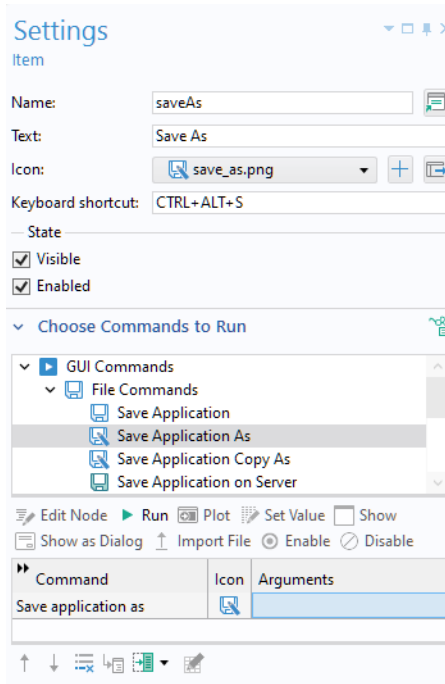 Settings
Item
Name: saveAs
Text: Save As
Icon: save_as.png
Keyboard shortcut: CTRL+ALT+S
State
Visible
Enabled
Choose Commands to Run
GUI Commands
File Commands
Save Application
Save Application As
Save Application Copy As
Save Application on Server
Edit Node Run Plot Set Value Show
Show as Dialog Import File Enable Disable
Command Icon Arguments
Save application as